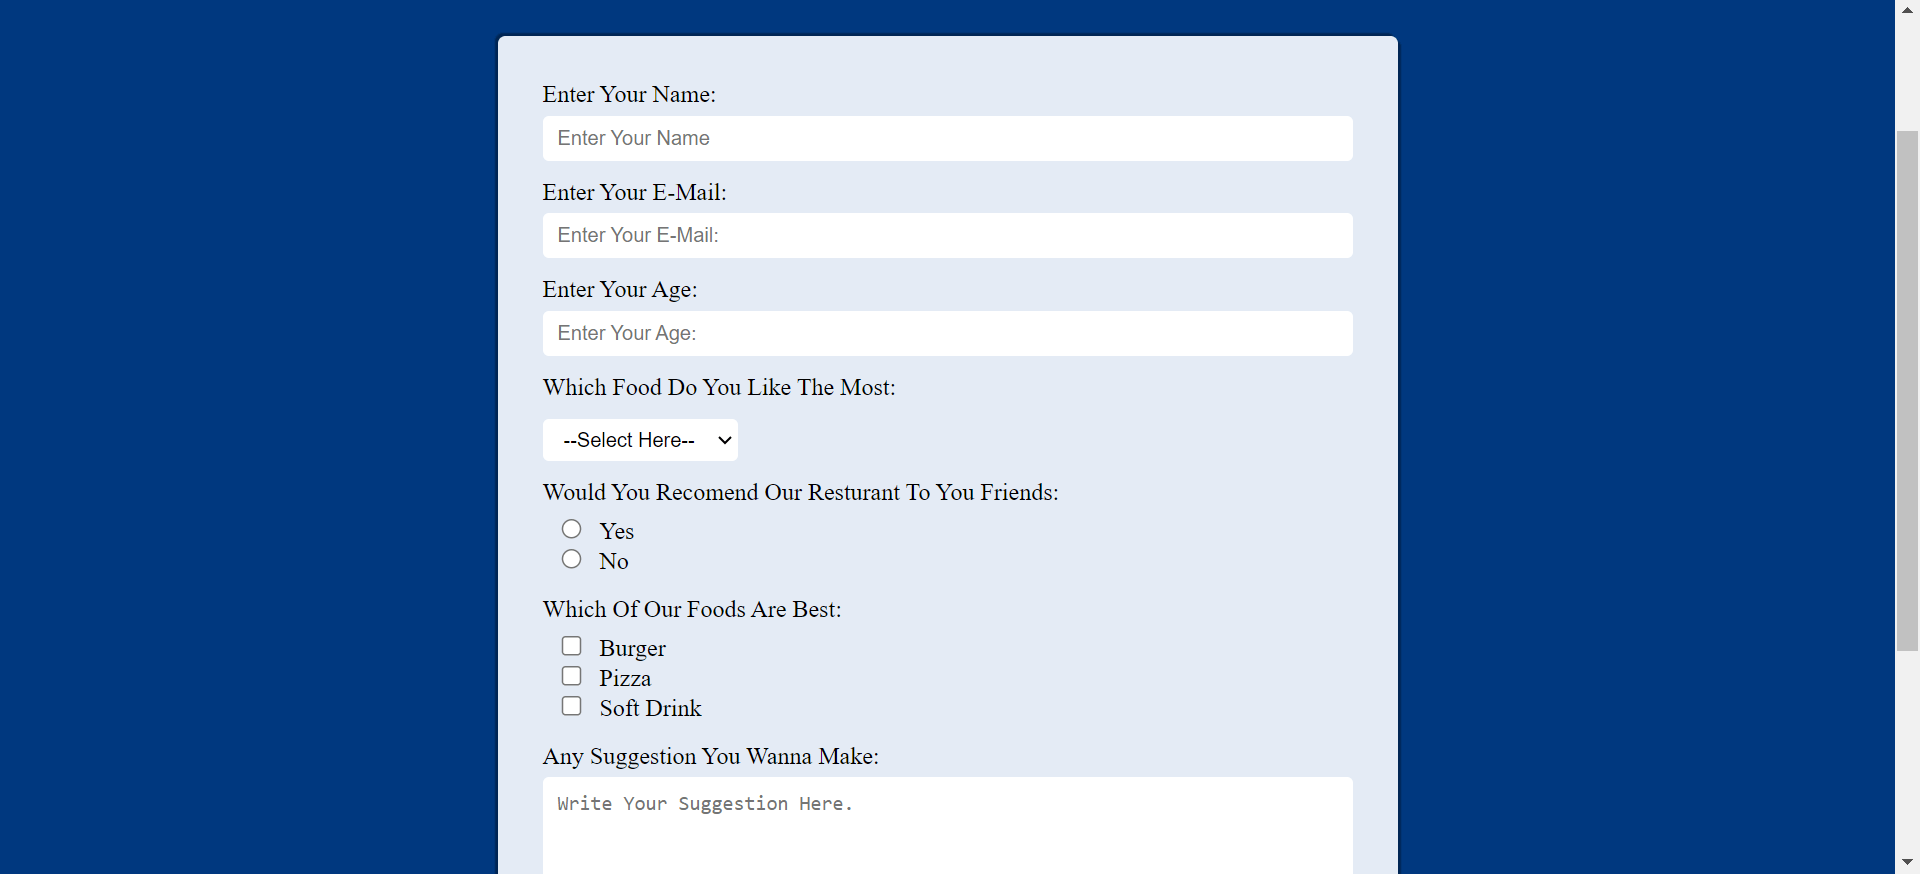 Enter Your Name:
Enter Your Name
Enter Your E-Mail:
Enter Your E-Mail:
Enter Your Age:
Enter Your Age:
Which Food Do You Like The Most:
--Select Here--
Would You Recomend Our Resturant To You Friends:
Yes
No
Which Of Our Foods Are Best:
Burger
Pizza
Soft Drink
Any Suggestion You Wanna Make:
Write Your Suggestion Here.